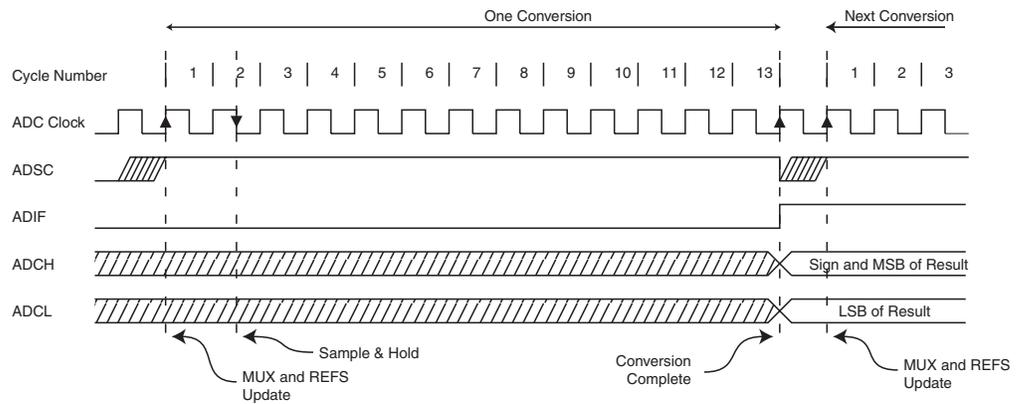 One Conversion
Next Conversion
Cycle Number 1 2 3 4 5 6 7 8 9 10 11 12 13 1 2 3
ADC Clock
ADSC
ADIF
ADCH Sign and MSB of Result
ADCL LSB of Result
Sample & Hold
MUX and REFS
Update
Conversion
Complete
MUX and REFS
Update